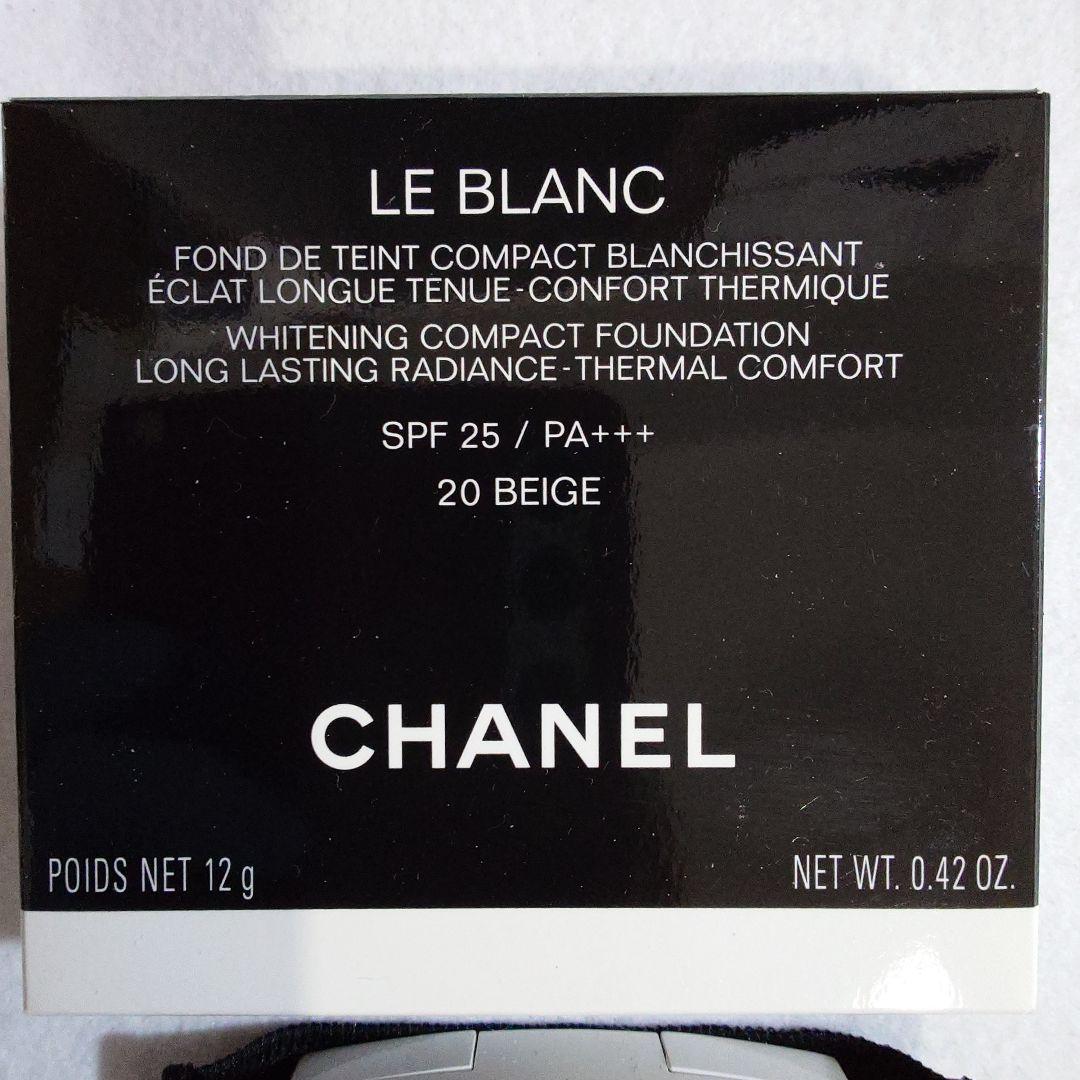 LE BLANC
FOND DE TEINT COMPACT BLANCHISSANT
ÉCLAT LONGUE TENUE-CONFORT THERMIQUE
WHITENING COMPACT FOUNDATION
LONG LASTING RADIANCE-THERMAL COMFORT
SPF 25 / PA+++
20 BEIGE
CHANEL
POIDS NET 12 g
NET WT. 0.42 OZ.